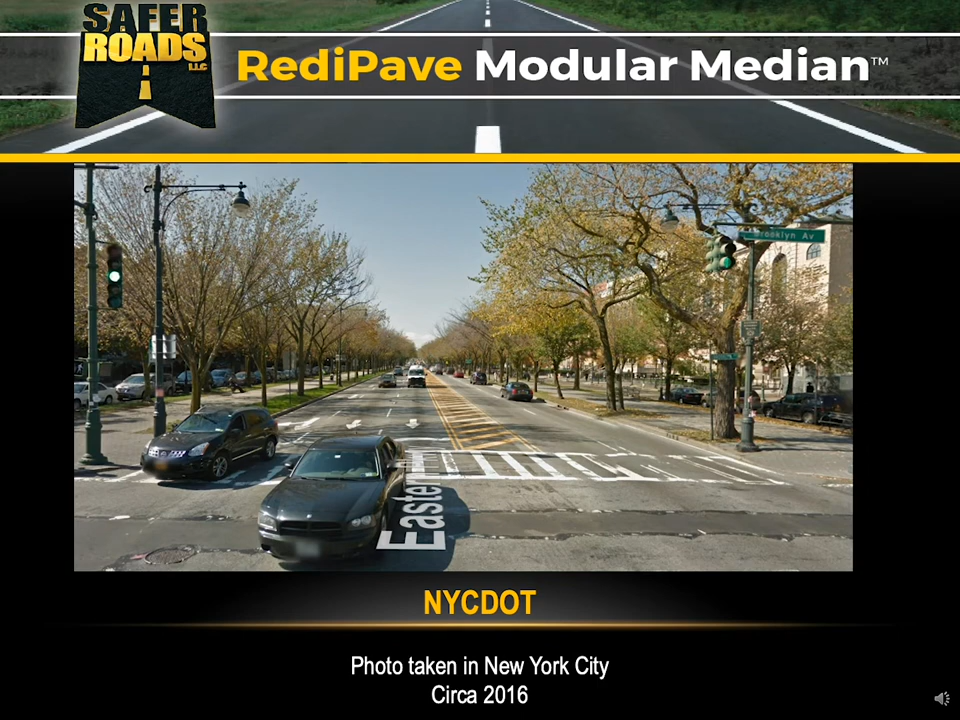 SAFER
ROADS
LLC
RediPave Modular Median™
Brooklyn Av
Eastern
NYCDOT
Photo taken in New York City
Circa 2016